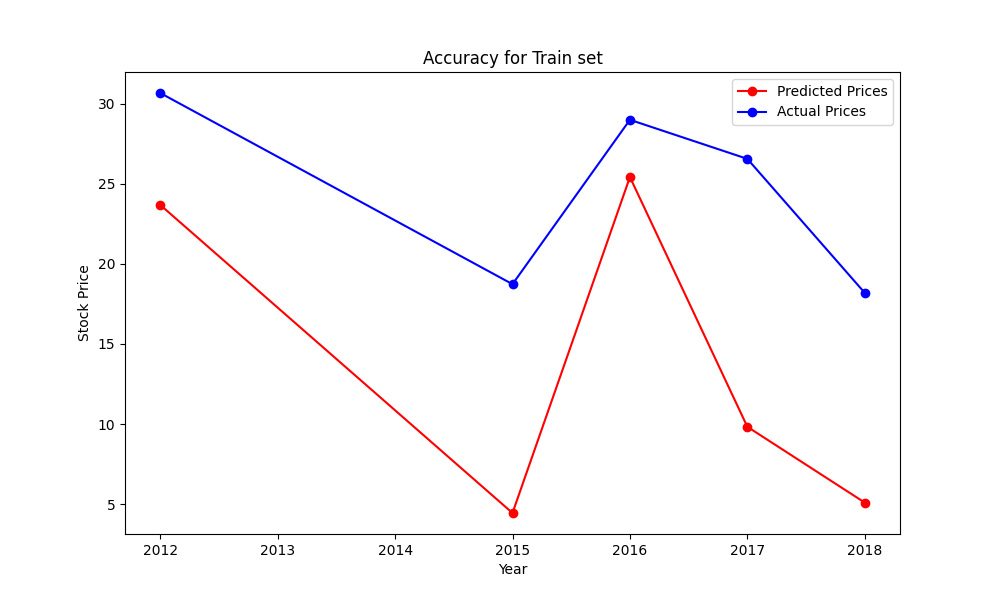 Accuracy for Train set
Predicted Prices
Actual Prices
30
25
20
15
10
5
Stock Price
2012 2013 2014 2015 2016 2017 2018
Year